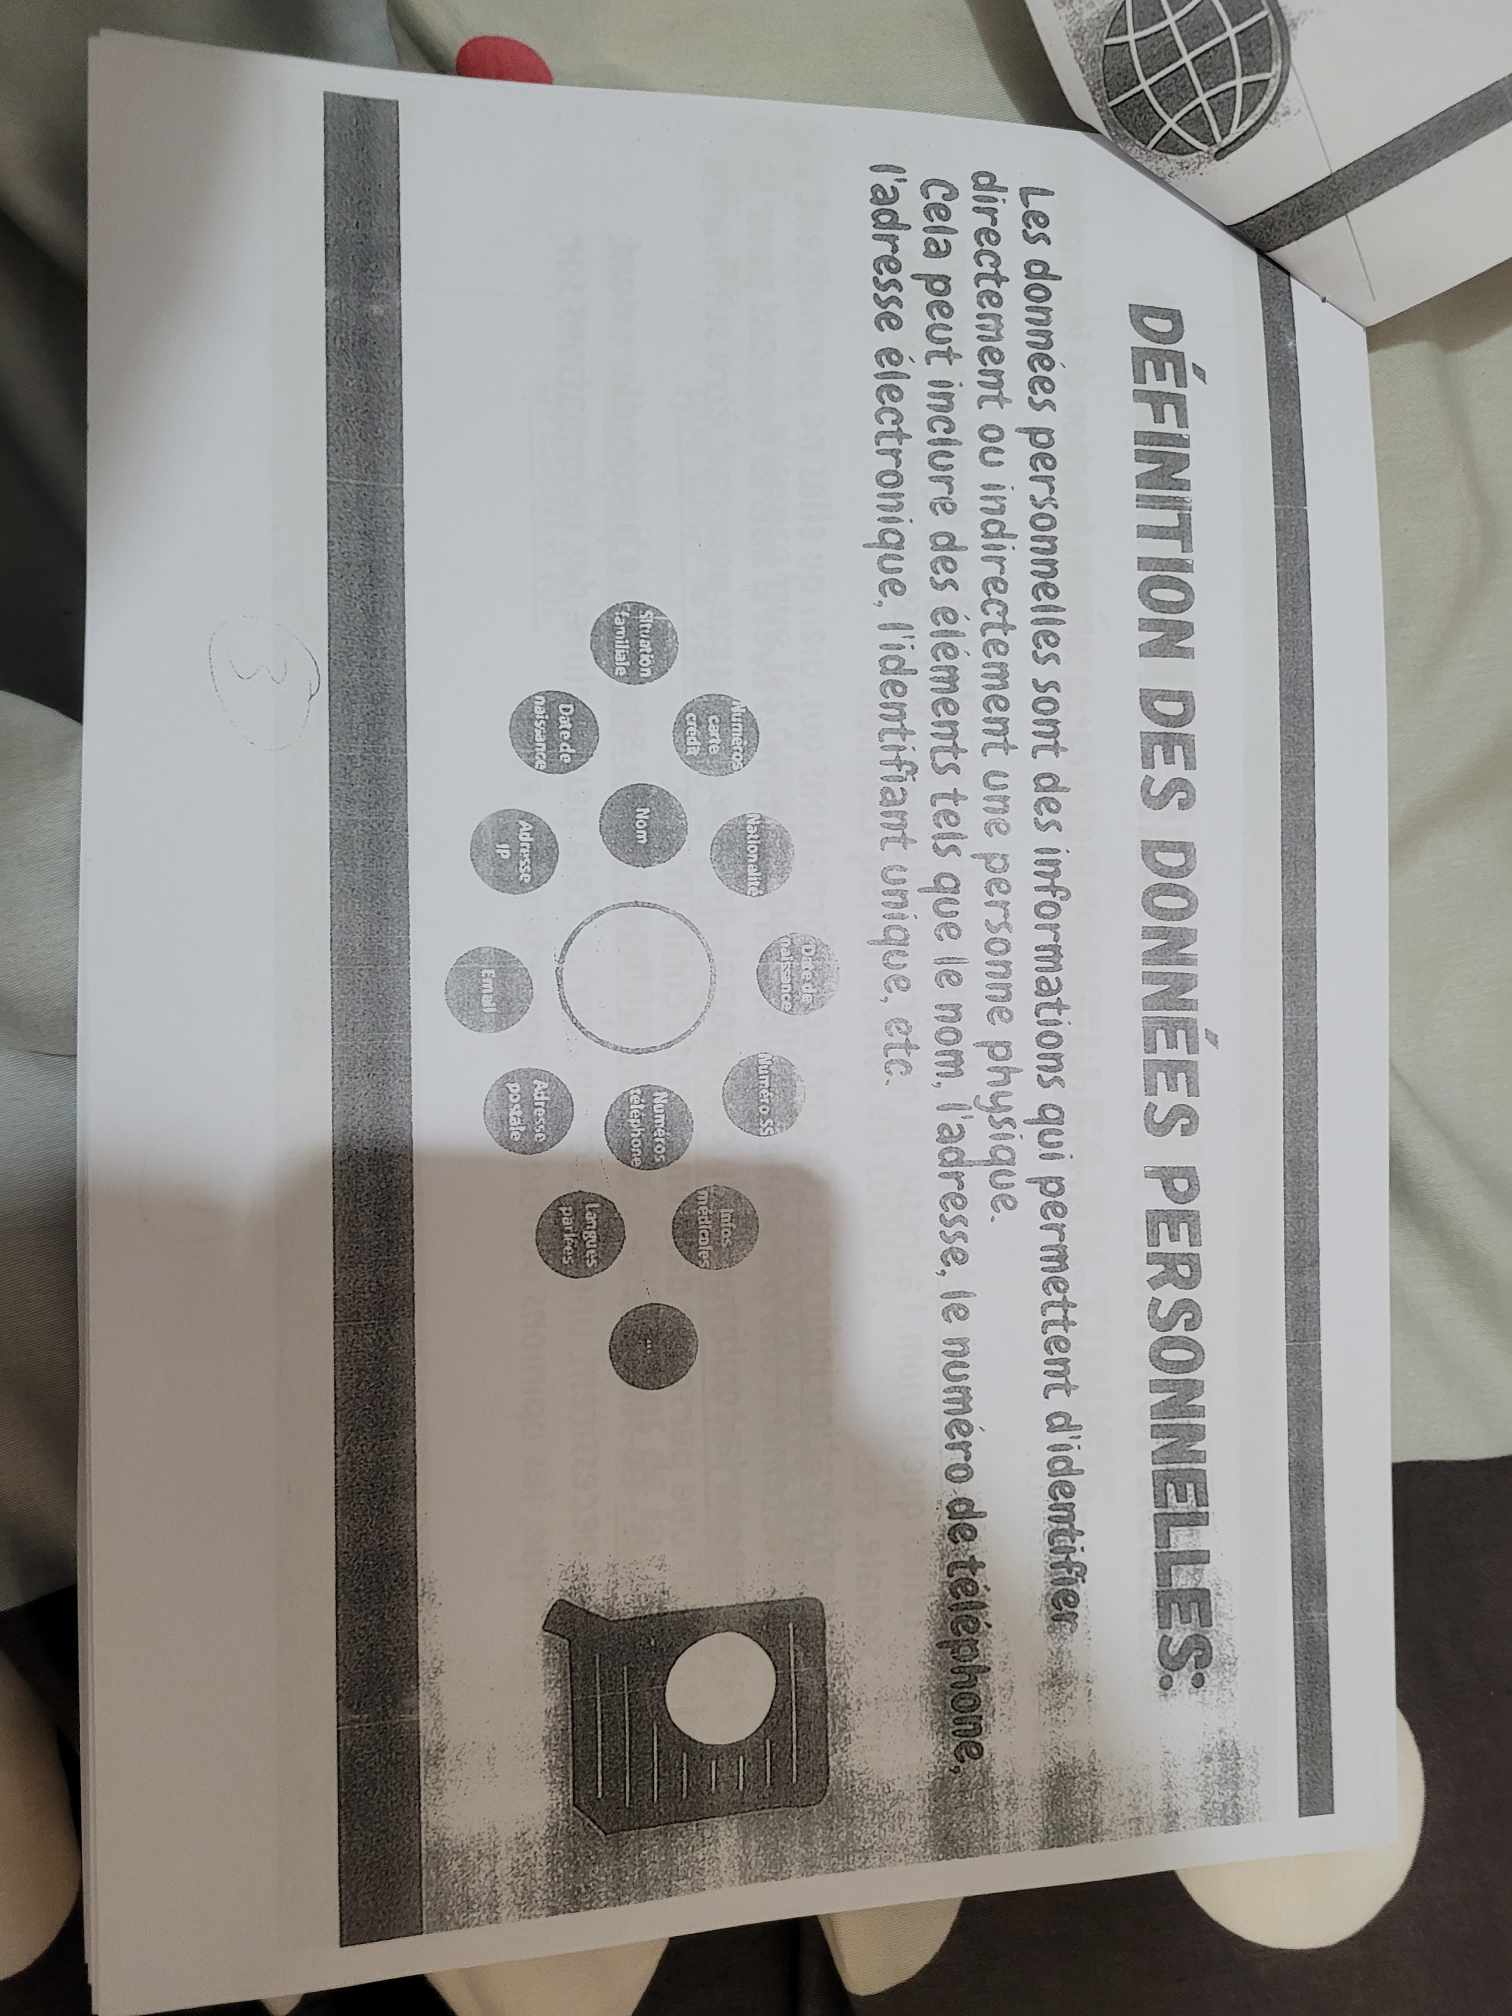 DÉFINITION DES DONNÉES PERSONNELLES:
Les données personnelles sont des informations qui permettent d'identifier
directement ou indirectement une personne physique.
Cela peut inclure des éléments tels que le nom, l'adresse, le numéro de téléphone,
l'adresse électronique, l'identifiant unique, etc.
Date de
naissance
Nationalité
Numéro SS
Numéros
carte
crédit
Infos
médicales
Situation
familiale
Nom
Numéros
téléphone
...
Date de
naissance
Langues
parlées
Adresse
IP
Adresse
postale
Email
3